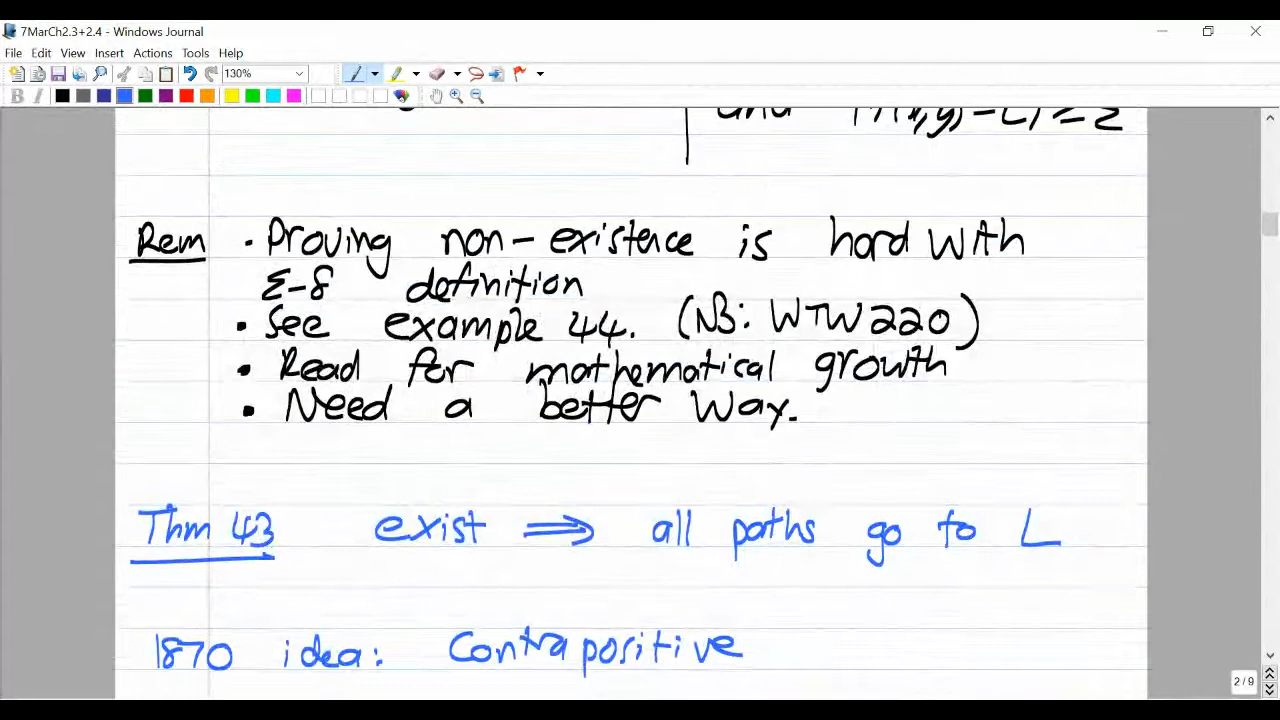 7MarCh2.3+2.4 - Windows Journal
File Edit View Insert Actions Tools Help
130%
B I
and |f(x,y)-L| ≥ ε
Rem • Proving non-existence is hard with
ε-δ definition
• See example 44. (NB: WTW220)
• Read for mathematical growth
• Need a better way.
Thm 43 exist ⟹ all paths go to L
1870 idea: Contrapositive
2 / 9